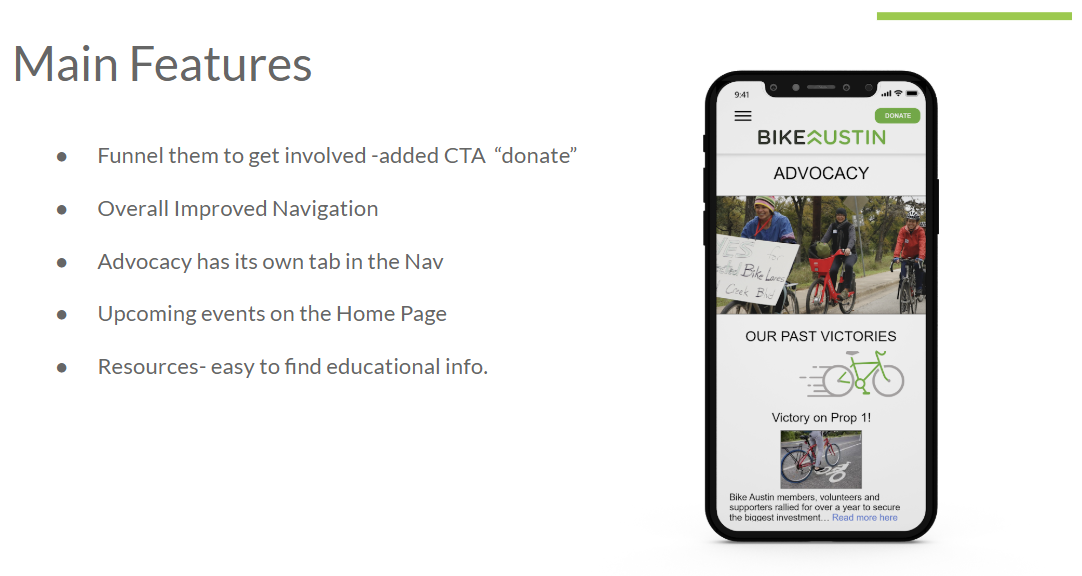 Main Features
● Funnel them to get involved -added CTA “donate”
● Overall Improved Navigation
● Advocacy has its own tab in the Nav
● Upcoming events on the Home Page
● Resources- easy to find educational info.
9:41
DONATE
BIKE AUSTIN
ADVOCACY
for
Bike Lanes
Creek Blvd
OUR PAST VICTORIES
Victory on Prop 1!
Bike Austin members, volunteers and
supporters rallied for over a year to secure
the biggest investment... Read more here